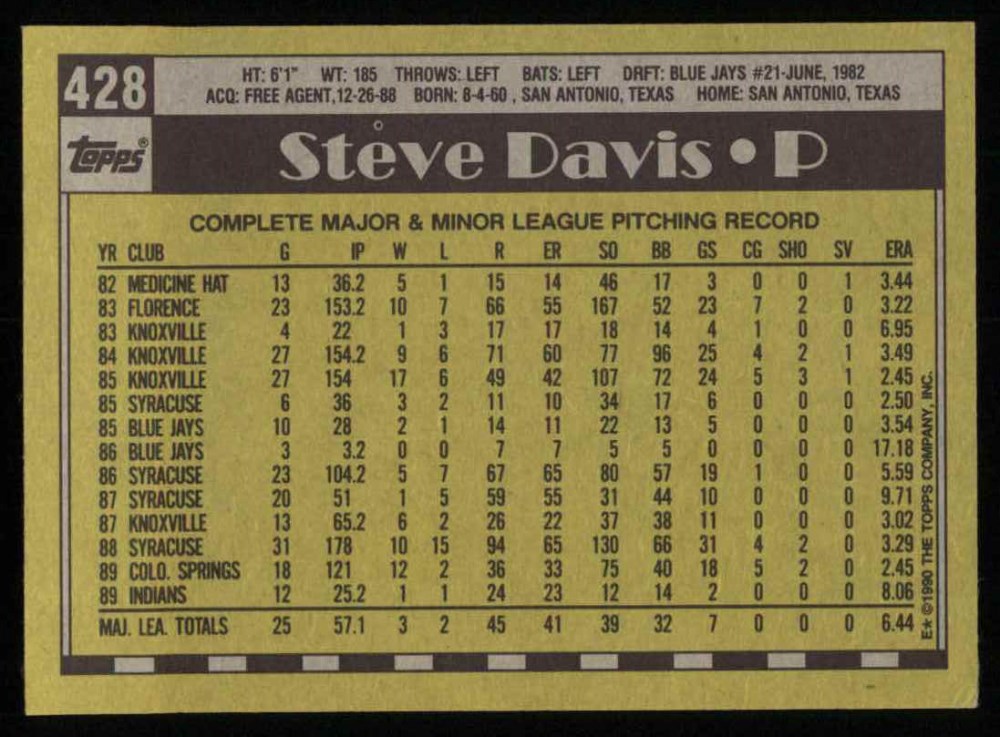 428
HT: 6'1" WT: 185 THROWS: LEFT BATS: LEFT DRFT: BLUE JAYS #21-JUNE, 1982
ACQ: FREE AGENT,12-26-88 BORN: 8-4-60 , SAN ANTONIO, TEXAS HOME: SAN ANTONIO, TEXAS
Topps®
Steve Davis • P
COMPLETE MAJOR & MINOR LEAGUE PITCHING RECORD
YR CLUB G IP W L R ER SO BB GS CG SHO SV ERA
82 MEDICINE HAT 13 36.2 5 1 15 14 46 17 3 0 0 1 3.44
83 FLORENCE 23 153.2 10 7 66 55 167 52 23 7 2 0 3.22
83 KNOXVILLE 4 22 1 3 17 17 18 14 4 1 0 0 6.95
84 KNOXVILLE 27 154.2 9 6 71 60 77 96 25 4 2 1 3.49
85 KNOXVILLE 27 154 17 6 49 42 107 72 24 5 3 1 2.45
85 SYRACUSE 6 36 3 2 11 10 34 17 6 0 0 0 2.50
85 BLUE JAYS 10 28 2 1 14 11 22 13 5 0 0 0 3.54
86 BLUE JAYS 3 3.2 0 0 7 7 5 5 0 0 0 0 17.18
86 SYRACUSE 23 104.2 5 7 67 65 80 57 19 1 0 0 5.59
87 SYRACUSE 20 51 1 5 59 55 31 44 10 0 0 0 9.71
87 KNOXVILLE 13 65.2 6 2 26 22 37 38 11 0 0 0 3.02
88 SYRACUSE 31 178 10 15 94 65 130 66 31 4 2 0 3.29
89 COLO. SPRINGS 18 121 12 2 36 33 75 40 18 5 2 0 2.45
89 INDIANS 12 25.2 1 1 24 23 12 14 2 0 0 0 8.06
MAJ. LEA. TOTALS 25 57.1 3 2 45 41 39 32 7 0 0 0 6.44
E* ©1990 THE TOPPS COMPANY, INC.